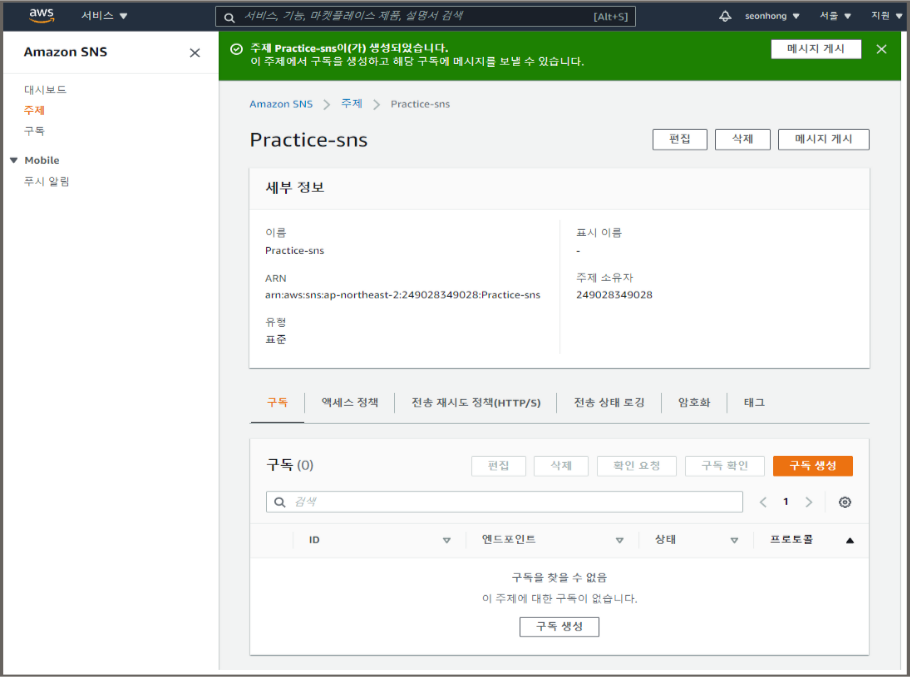 aws
서비스 ▼
서비스, 기능, 마켓플레이스 제품, 설명서 검색 [Alt+S]
seonhong ▼
서울 ▼
지원 ▼
Amazon SNS
대시보드
주제
구독
Mobile
푸시 알림
주제 Practice-sns이(가) 생성되었습니다.
이 주제에서 구독을 생성하고 해당 구독에 메시지를 보낼 수 있습니다.
메시지 게시
Amazon SNS > 주제 > Practice-sns
Practice-sns
편집
삭제
메시지 게시
세부 정보
이름
Practice-sns
ARN
arn:aws:sns:ap-northeast-2:249028349028:Practice-sns
유형
표준
표시 이름
-
주제 소유자
249028349028
구독
액세스 정책
전송 재시도 정책(HTTP/S)
전송 상태 로깅
암호화
태그
구독 (0)
편집
삭제
확인 요청
구독 확인
구독 생성
검색
1
ID
엔드포인트
상태
프로토콜
구독을 찾을 수 없음
이 주제에 대한 구독이 없습니다.
구독 생성